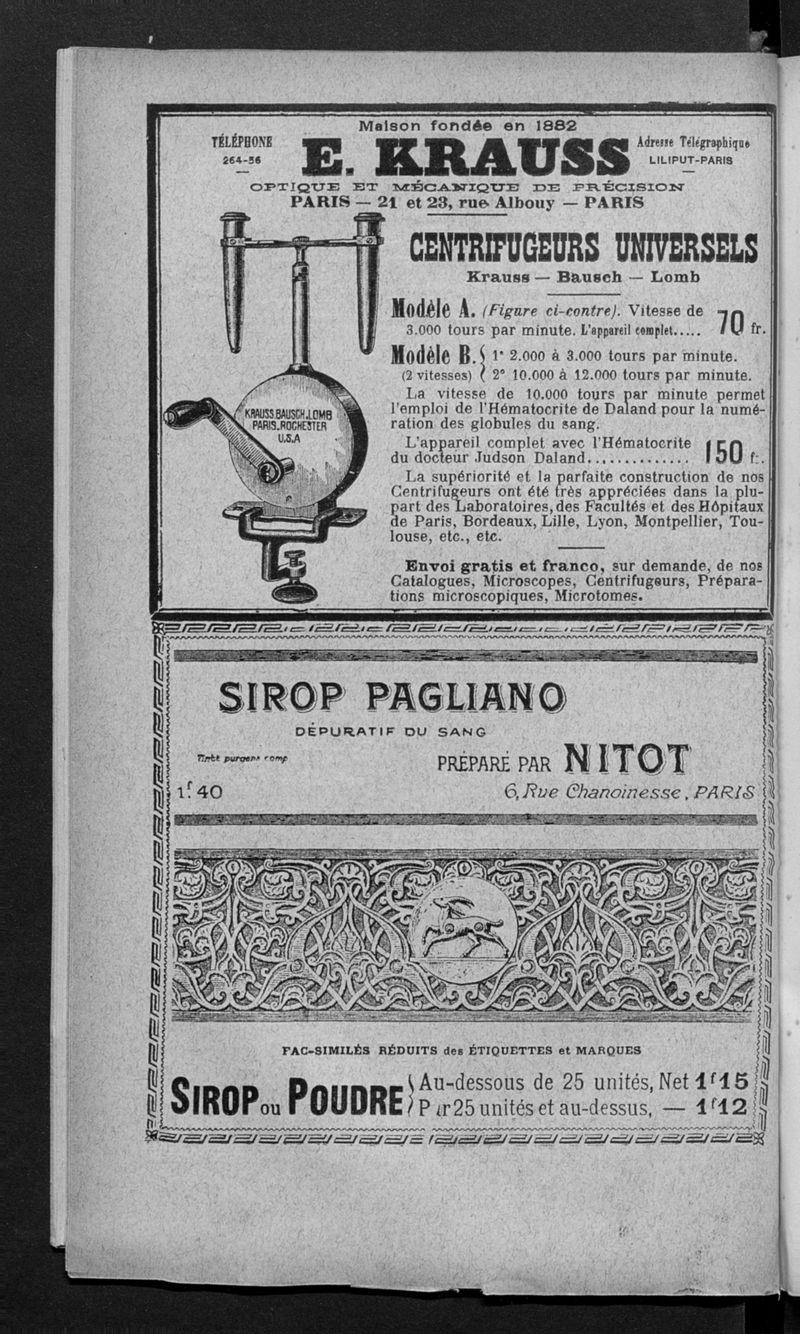 Maison fondée en 1882
TÉLÉPHONE
264-56
E. KRAUSS
Adresse Télégraphique
LILIPUT-PARIS
OPTIQUE ET MÉCANIQUE DE PRÉCISION
PARIS — 21 et 23, rue Albouy — PARIS
CENTRIFUGEURS UNIVERSELS
Krauss — Bausch — Lomb
KRAUSS.BAUSCH.LOMB
PARIS.ROCHESTER
U.S.A
Modèle A. (Figure ci-contre). Vitesse de
3.000 tours par minute. L'appareil complet..... 70 fr.
Modèle B. { 1° 2.000 à 3.000 tours par minute.
(2 vitesses) { 2° 10.000 à 12.000 tours par minute.
La vitesse de 10.000 tours par minute permet
l'emploi de l'Hématocrite de Daland pour la numé-
ration des globules du sang.
L'appareil complet avec l'Hématocrite
du docteur Judson Daland.............. 150 f.
La supériorité et la parfaite construction de nos
Centrifugeurs ont été très appréciées dans la plu-
part des Laboratoires, des Facultés et des Hôpitaux
de Paris, Bordeaux, Lille, Lyon, Montpellier, Tou-
louse, etc., etc.
Envoi gratis et franco, sur demande, de nos
Catalogues, Microscopes, Centrifugeurs, Prépara-
tions microscopiques, Microtomes.
SIROP PAGLIANO
DÉPURATIF DU SANG
purgens comp
PRÉPARÉ PAR NITOT
1f. 40
6, Rue Chanoinesse, PARIS
FAC-SIMILÉS RÉDUITS des ÉTIQUETTES et MARQUES
SIROP ou POUDRE { Au-dessous de 25 unités, Net 1f15
P r 25 unités et au-dessus, — 1f12